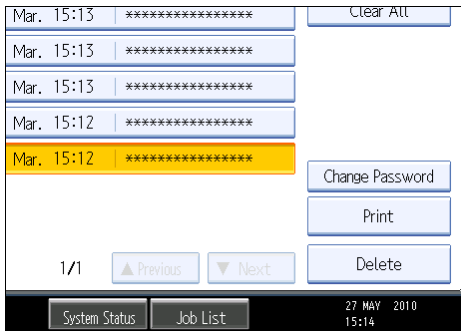 Mar. 15:13 ****************
Clear All
Mar. 15:13 ****************
Mar. 15:13 ****************
Mar. 15:12 ****************
Mar. 15:12 ****************
Change Password
Print
1/1 ▲ Previous ▼ Next
Delete
System Status Job List
27 MAY 2010
15:14